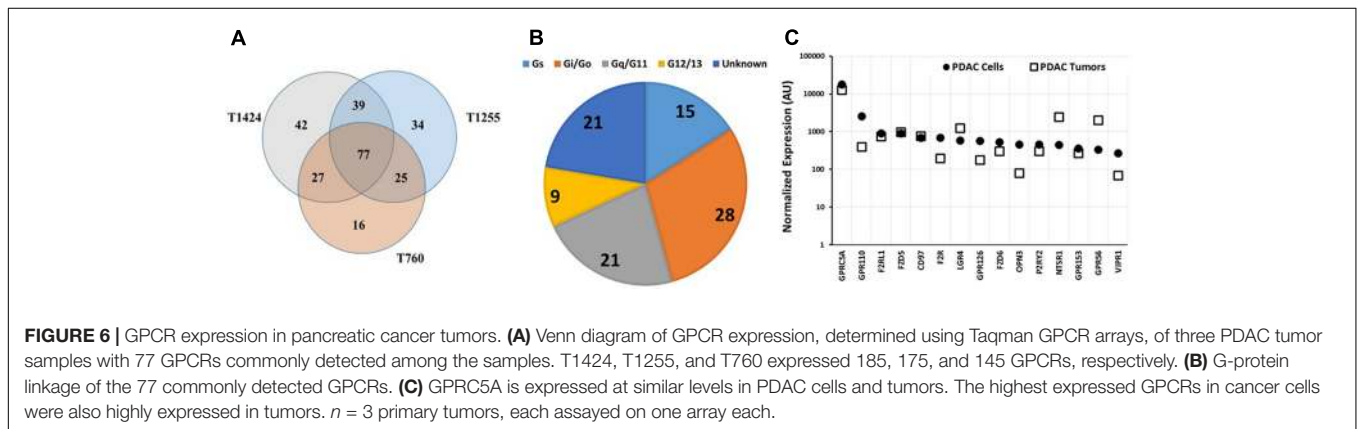 A
T1424
T1255
T760
42
39
34
77
27
25
16
B
Gs
Gi/Go
Gq/G11
G12/13
Unknown
15
28
21
9
21
C
Normalized Expression (AU)
100000
10000
1000
100
10
1
PDAC Cells
PDAC Tumors
GPRC5A
GPR110
F2RL1
FZD5
CD97
F2R
LGR4
GPR126
FZD6
OPN3
P2RY2
NTSR1
GPR153
GPR56
VIPR1
FIGURE 6 | GPCR expression in pancreatic cancer tumors. (A) Venn diagram of GPCR expression, determined using Taqman GPCR arrays, of three PDAC tumor
samples with 77 GPCRs commonly detected among the samples. T1424, T1255, and T760 expressed 185, 175, and 145 GPCRs, respectively. (B) G-protein
linkage of the 77 commonly detected GPCRs. (C) GPRC5A is expressed at similar levels in PDAC cells and tumors. The highest expressed GPCRs in cancer cells
were also highly expressed in tumors. n = 3 primary tumors, each assayed on one array each.